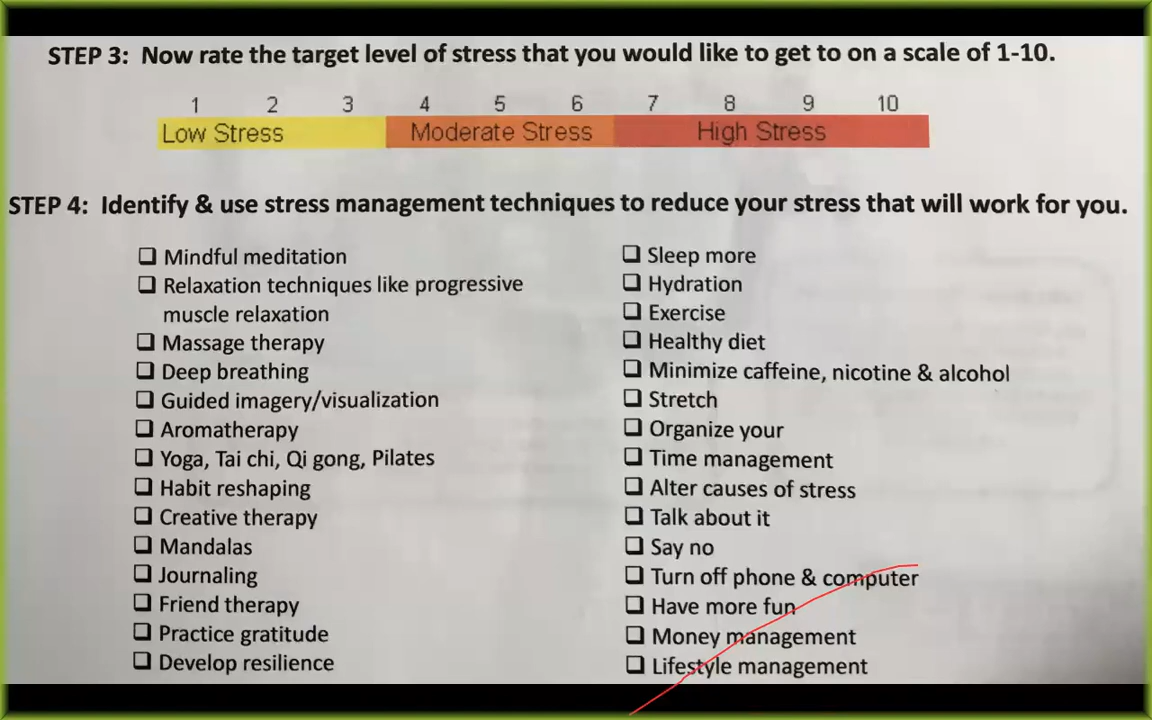 STEP 3: Now rate the target level of stress that you would like to get to on a scale of 1-10.
1 2 3 4 5 6 7 8 9 10
Low Stress Moderate Stress High Stress
STEP 4: Identify & use stress management techniques to reduce your stress that will work for you.
❑ Mindful meditation
❑ Relaxation techniques like progressive
muscle relaxation
❑ Massage therapy
❑ Deep breathing
❑ Guided imagery/visualization
❑ Aromatherapy
❑ Yoga, Tai chi, Qi gong, Pilates
❑ Habit reshaping
❑ Creative therapy
❑ Mandalas
❑ Journaling
❑ Friend therapy
❑ Practice gratitude
❑ Develop resilience
❑ Sleep more
❑ Hydration
❑ Exercise
❑ Healthy diet
❑ Minimize caffeine, nicotine & alcohol
❑ Stretch
❑ Organize your
❑ Time management
❑ Alter causes of stress
❑ Talk about it
❑ Say no
❑ Turn off phone & computer
❑ Have more fun
❑ Money management
❑ Lifestyle management